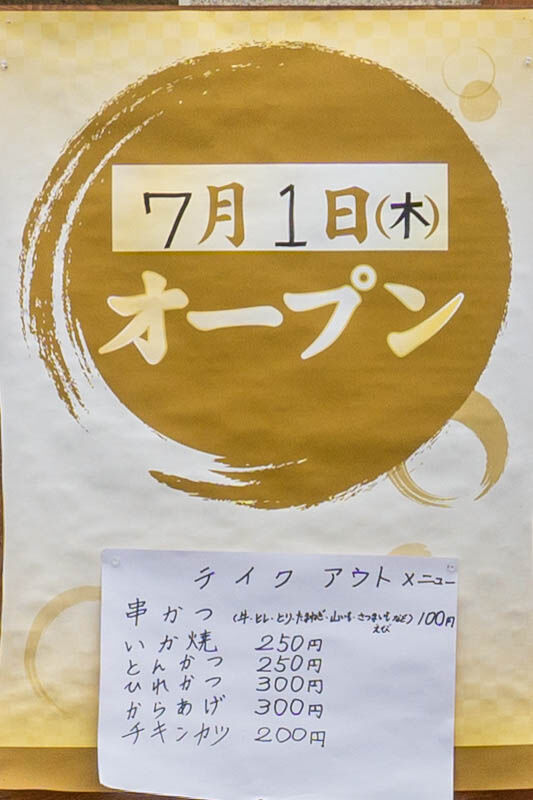 7月1日(木)
オープン
テイクアウトメニュー
串かつ (牛・ヒレ・とり・たまねぎ・山いも・さつまいもなど) 100円
えび
いか焼 250円
とんかつ 250円
ひれかつ 300円
からあげ 300円
チキンカツ 200円